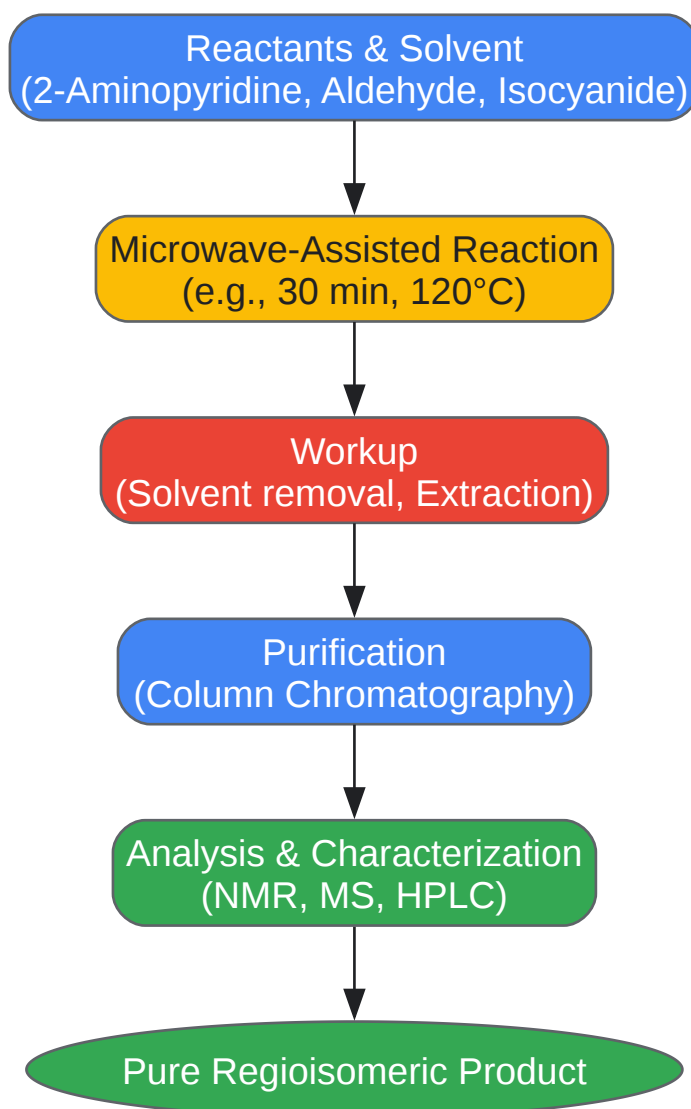 Reactants & Solvent
(2-Aminopyridine, Aldehyde, Isocyanide)
Microwave-Assisted Reaction
(e.g., 30 min, 120°C)
Workup
(Solvent removal, Extraction)
Purification
(Column Chromatography)
Analysis & Characterization
(NMR, MS, HPLC)
Pure Regioisomeric Product